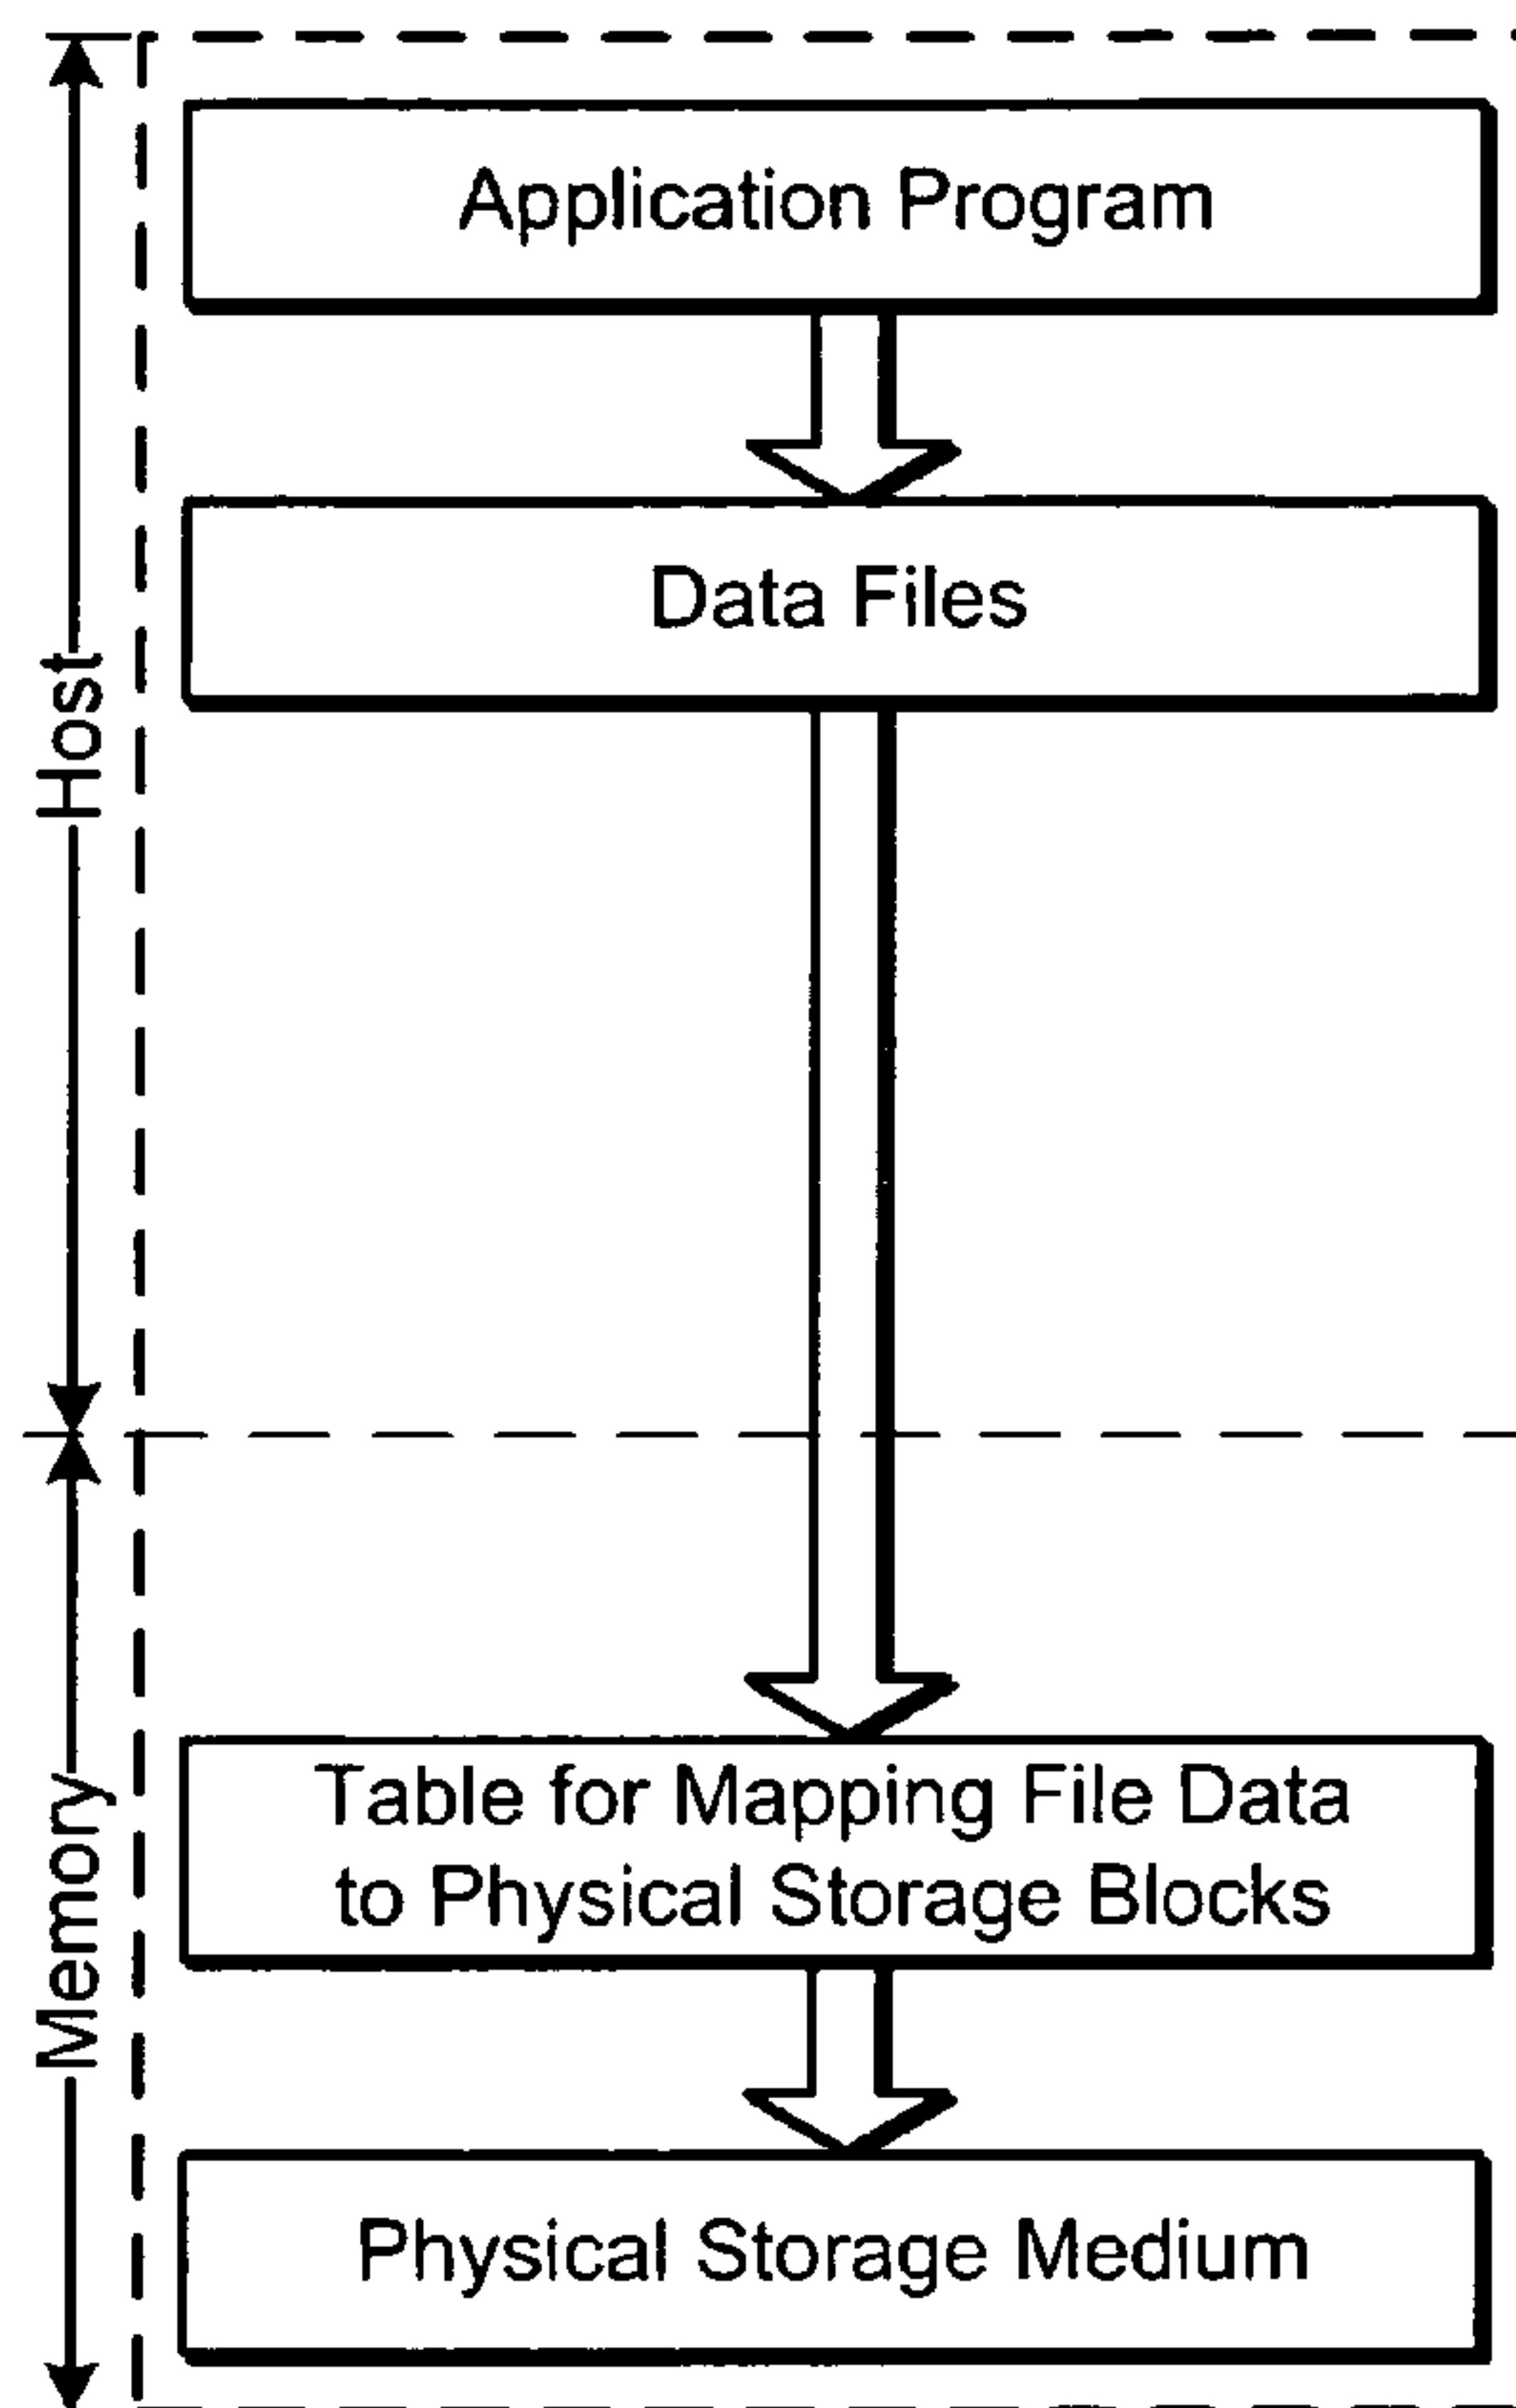 Application Program
Data Files
Host
Table for Mapping File Data
to Physical Storage Blocks
Memory
Physical Storage Medium